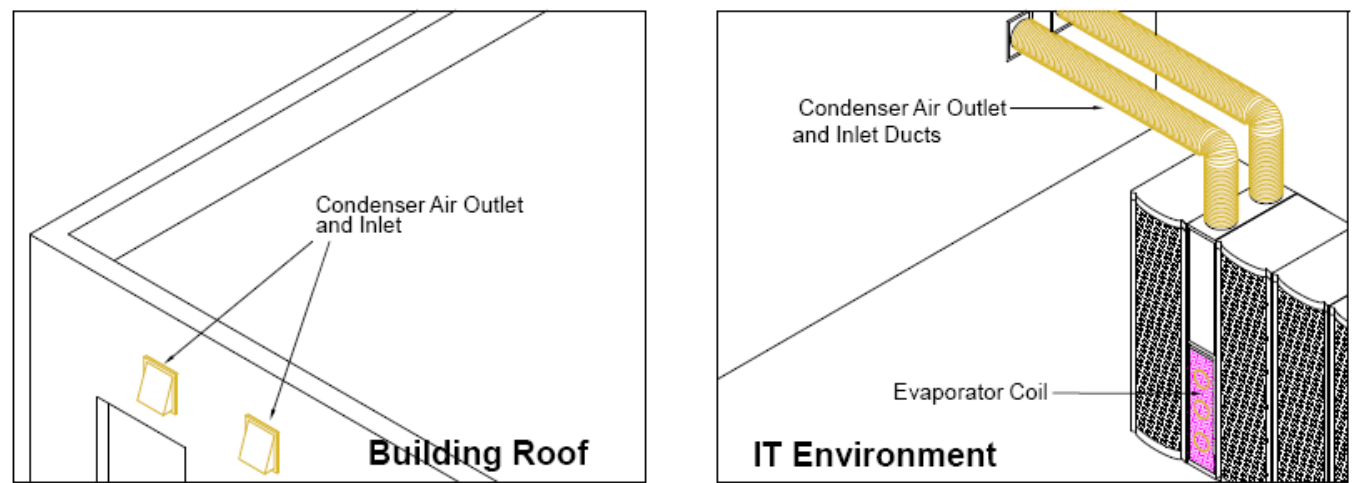 Condenser Air Outlet
and Inlet
Building Roof
Condenser Air Outlet
and Inlet Ducts
Evaporator Coil
IT Environment